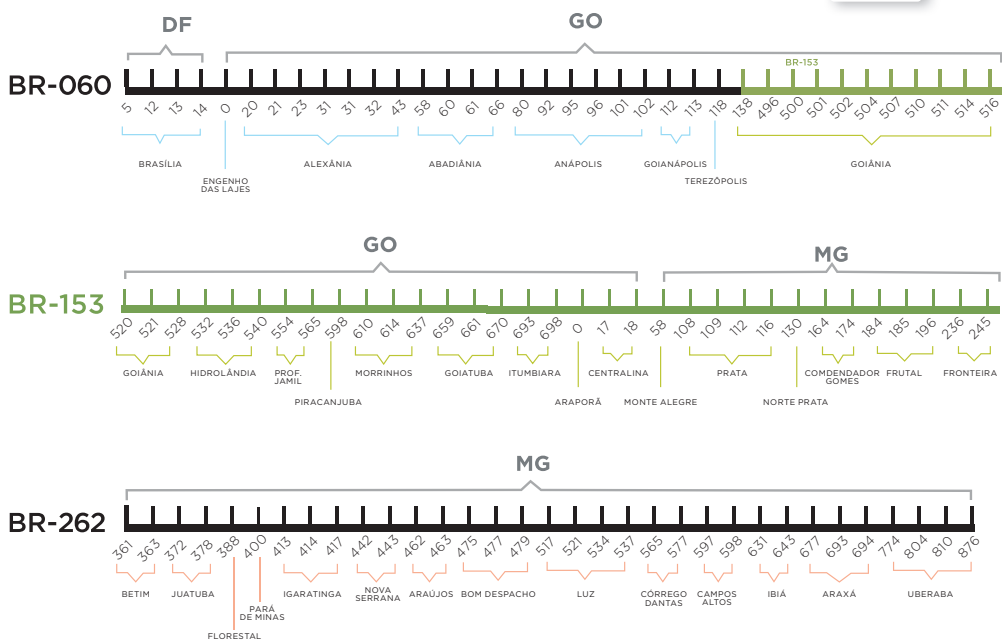 DF
GO
BR-060
BR-153
5 12 13 14 0 20 21 23 31 31 32 43 58 60 61 66 80 92 95 96 101 102 112 113 118 138 496 500 501 502 504 507 510 511 514 516
BRASÍLIA ALEXÂNIA ABADIÂNIA ANÁPOLIS GOIANÁPOLIS GOIÂNIA
ENGENHO
DAS LAJES
TEREZÓPOLIS
GO
MG
BR-153
520 521 528 532 536 540 554 565 598 610 614 637 659 661 670 693 698 0 17 18 58 108 109 112 116 130 164 174 184 185 196 236 245
GOIÂNIA HIDROLÂNDIA PROF.
JAMIL
MORRINHOS GOIATUBA ITUMBIARA CENTRALINA PRATA COMDENDADOR
GOMES
FRUTAL FRONTEIRA
PIRACANJUBA ARAPORÃ MONTE ALEGRE NORTE PRATA
MG
BR-262
361 363 372 378 388 400 413 414 417 442 443 462 463 475 477 479 517 521 534 537 565 577 597 598 631 643 677 693 694 774 804 810 876
BETIM JUATUBA IGARATINGA NOVA
SERRANA
ARAÚJOS BOM DESPACHO LUZ CÓRREGO
DANTAS
CAMPOS
ALTOS
IBIÁ ARAXÁ UBERABA
PARÁ
DE MINAS
FLORESTAL